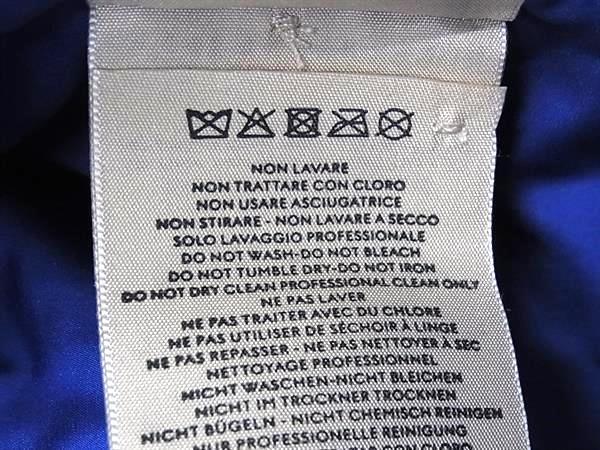 NON LAVARE
NON TRATTARE CON CLORO
NON USARE ASCIUGATRICE
NON STIRARE - NON LAVARE A SECCO
SOLO LAVAGGIO PROFESSIONALE
DO NOT WASH-DO NOT BLEACH
DO NOT TUMBLE DRY-DO NOT IRON
DO NOT DRY CLEAN PROFESSIONAL CLEAN ONLY
NE PAS LAVER
NE PAS TRAITER AVEC DU CHLORE
NE PAS UTILISER DE SÉCHOIR À LINGE
NE PAS REPASSER - NE PAS NETTOYER À SEC
NETTOYAGE PROFESSIONNEL
NICHT WASCHEN-NICHT BLEICHEN
NICHT IM TROCKNER TROCKNEN
NICHT BÜGELN - NICHT CHEMISCH REINIGEN
NUR PROFESSIONELLE REINIGUNG
CON CLORO